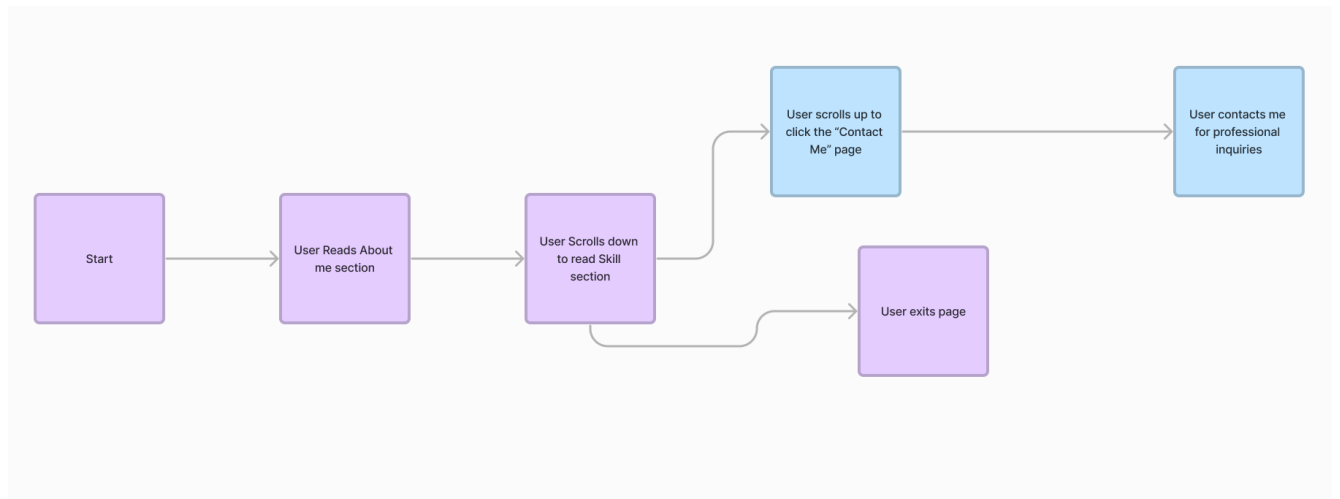 Start
User Reads About
me section
User Scrolls down
to read Skill
section
User scrolls up to
click the “Contact
Me” page
User contacts me
for professional
inquiries
User exits page